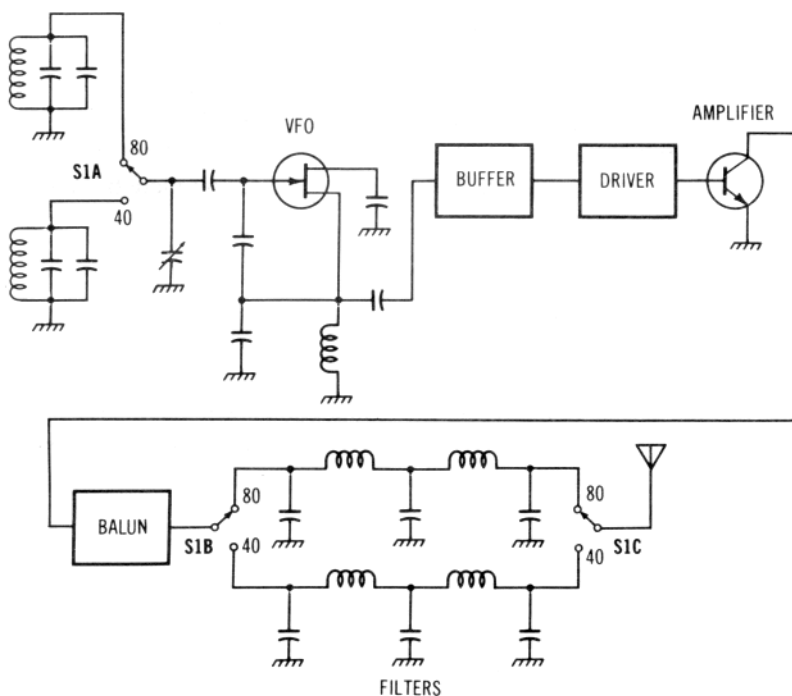 VFO
AMPLIFIER
80
S1A
40
BUFFER
DRIVER
80
BALUN
S1B
40
80
S1C
40
FILTERS